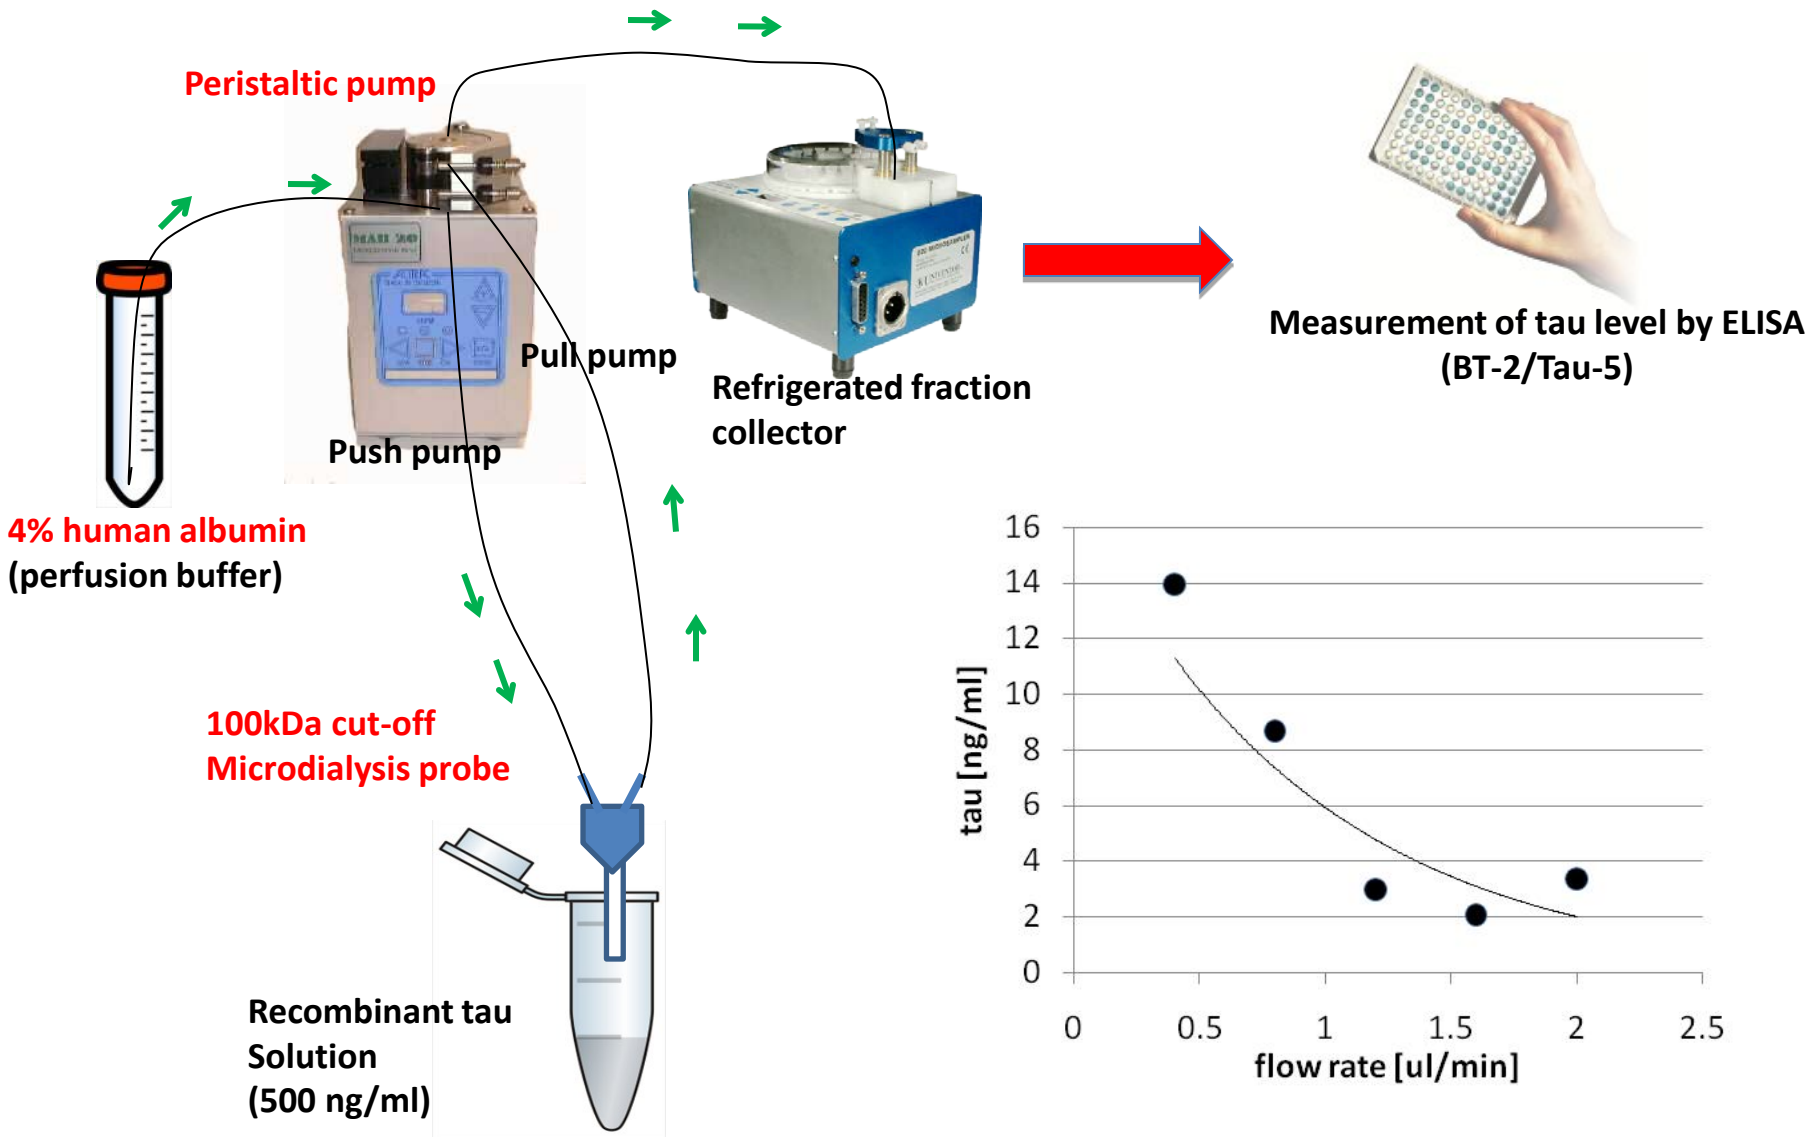 Peristaltic pump
MAB 20
Pull pump
Push pump
4% human albumin
(perfusion buffer)
Refrigerated fraction
collector
Measurement of tau level by ELISA
(BT-2/Tau-5)
100kDa cut-off
Microdialysis probe
Recombinant tau
Solution
(500 ng/ml)
16
14
12
10
8
6
4
2
0
tau [ng/ml]
0 0.5 1 1.5 2 2.5
flow rate [ul/min]